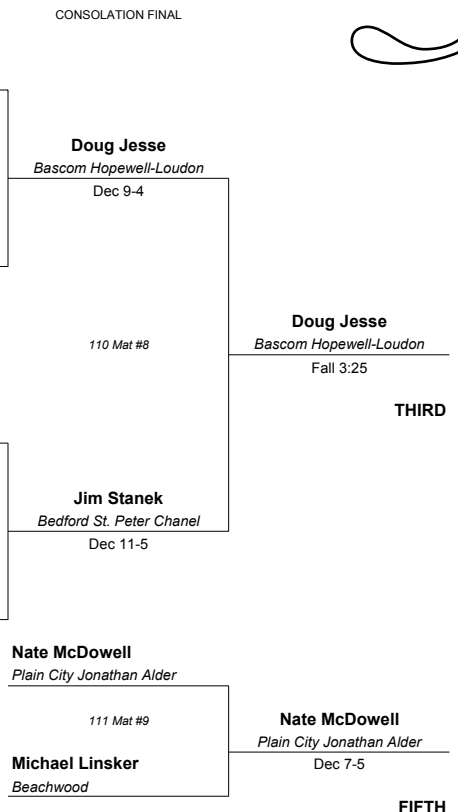 CONSOLATION FINAL
Doug Jesse
Bascom Hopewell-Loudon
Dec 9-4
110 Mat #8
Doug Jesse
Bascom Hopewell-Loudon
Fall 3:25
THIRD
Jim Stanek
Bedford St. Peter Chanel
Dec 11-5
Nate McDowell
Plain City Jonathan Alder
111 Mat #9
Nate McDowell
Plain City Jonathan Alder
Dec 7-5
Michael Linsker
Beachwood
FIFTH